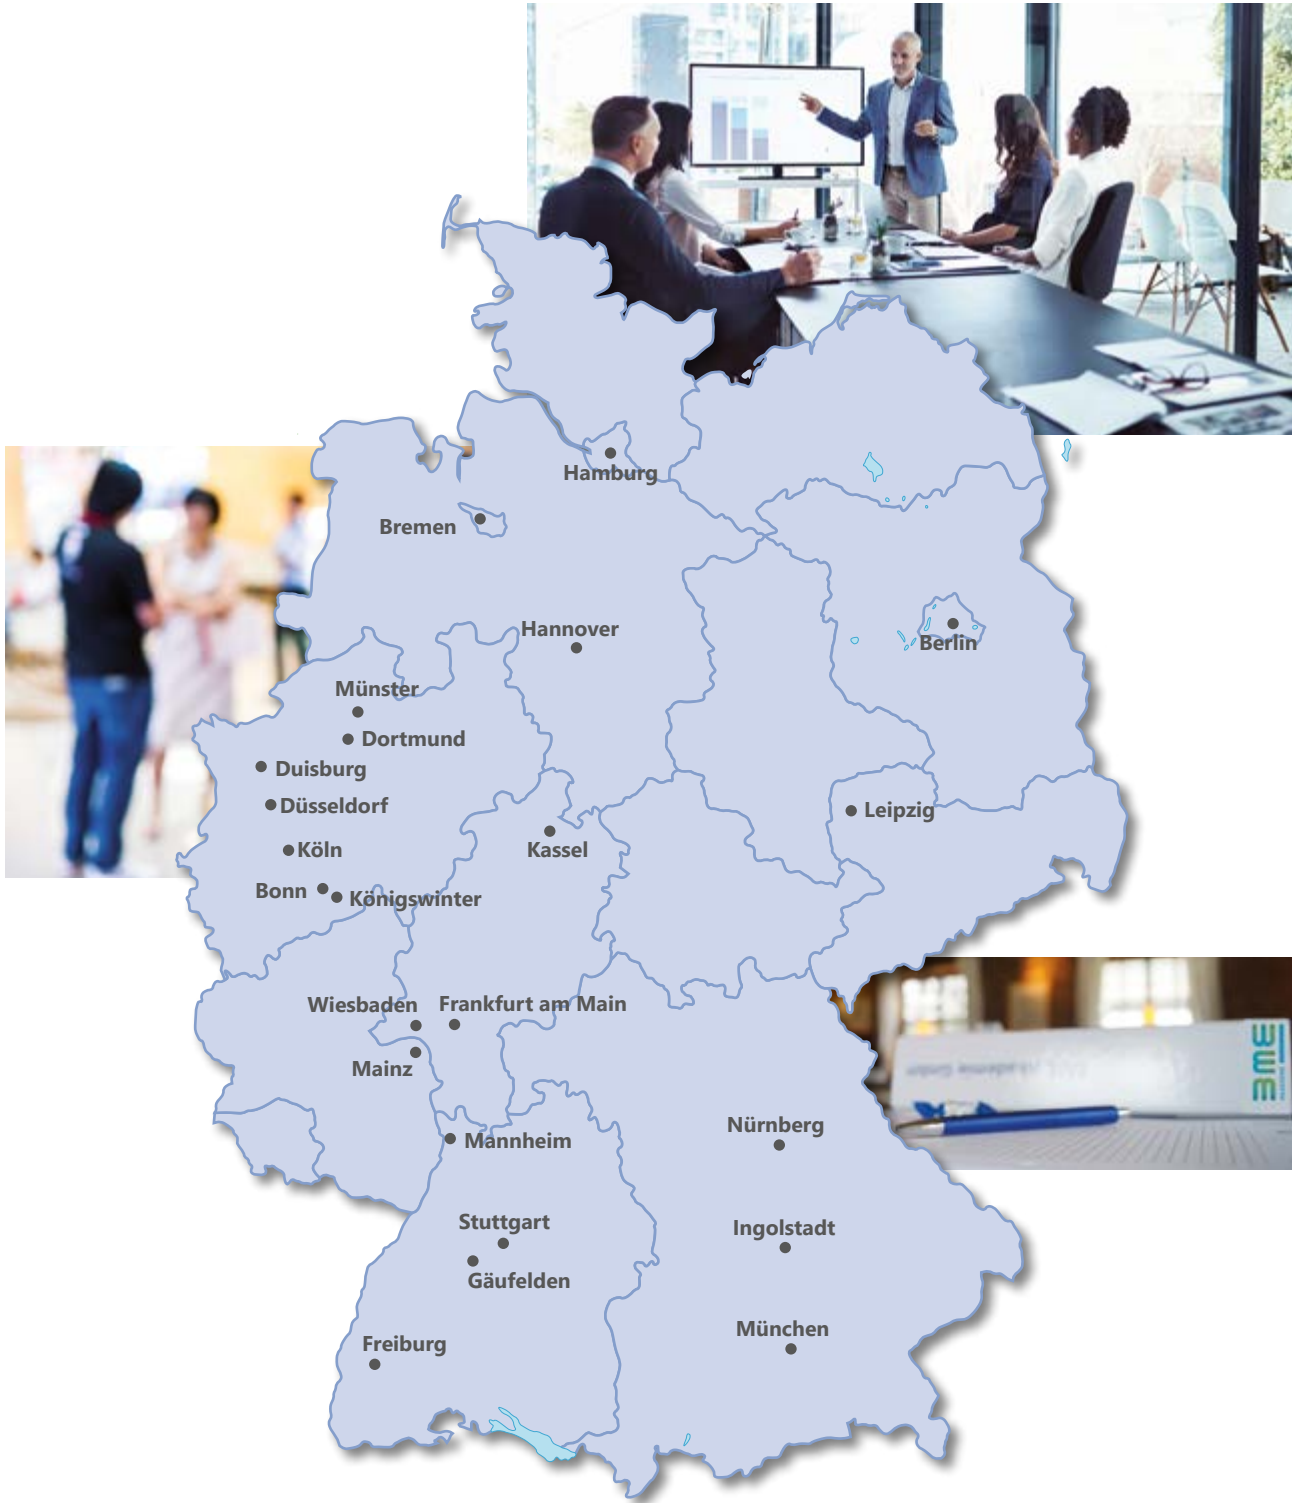 Hamburg
Bremen
Hannover
Berlin
Münster
Dortmund
Duisburg
Düsseldorf
Leipzig
Köln
Kassel
Bonn
Königswinter
Wiesbaden
Frankfurt am Main
Mainz
BWE
Nürnberg
Mannheim
Stuttgart
Ingolstadt
Gäufelden
München
Freiburg